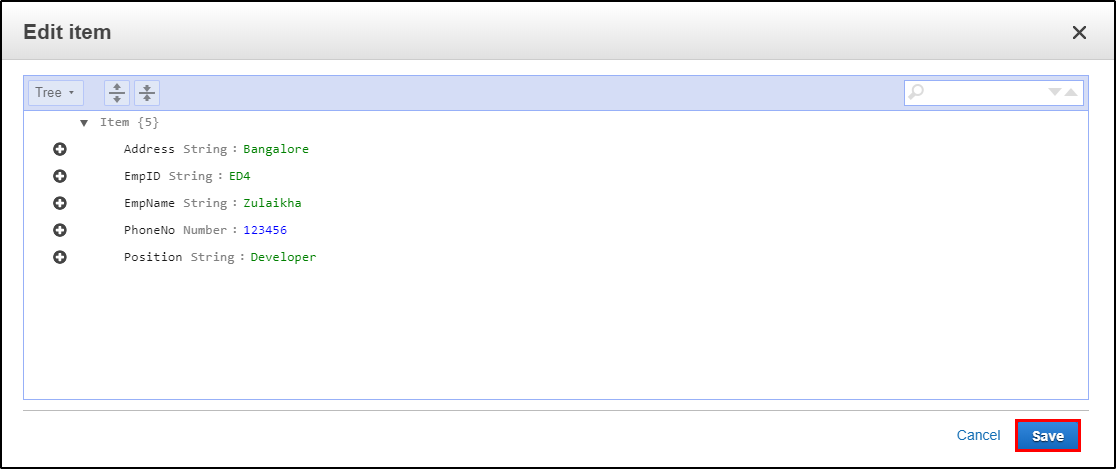 Edit item
Tree
Item {5}
Address String : Bangalore
EmpID String : ED4
EmpName String : Zulaikha
PhoneNo Number : 123456
Position String : Developer
Cancel Save